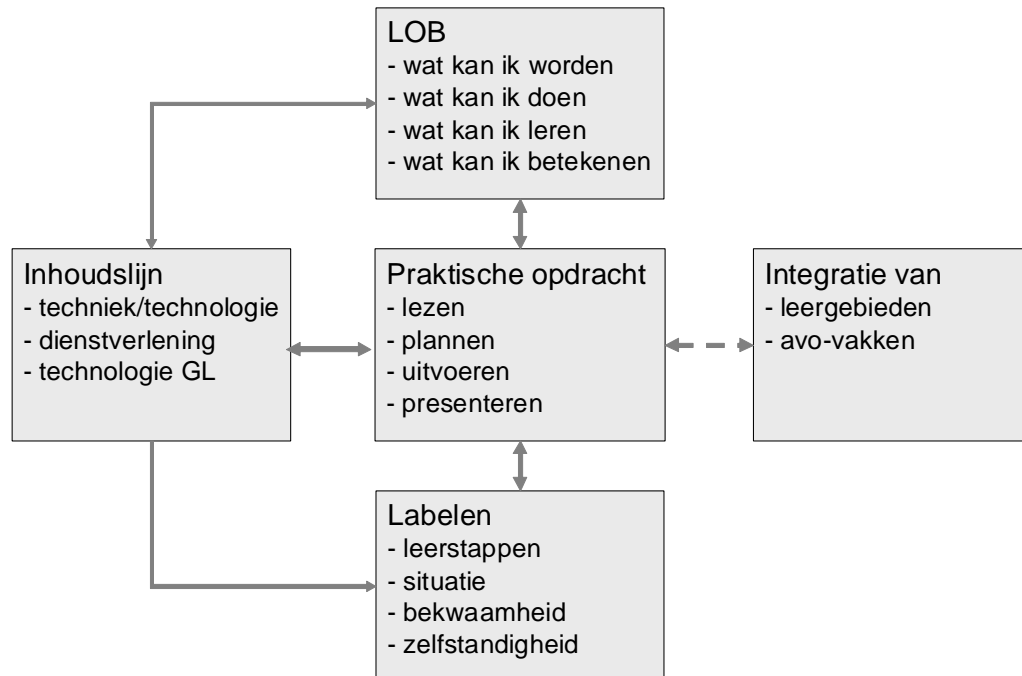 LOB
- wat kan ik worden
- wat kan ik doen
- wat kan ik leren
- wat kan ik betekenen
Inhoudslijn
- techniek/technologie
- dienstverlening
- technologie GL
Praktische opdracht
- lezen
- plannen
- uitvoeren
- presenteren
Integratie van
- leergebieden
- avo-vakken
Labelen
- leerstappen
- situatie
- bekwaamheid
- zelfstandigheid